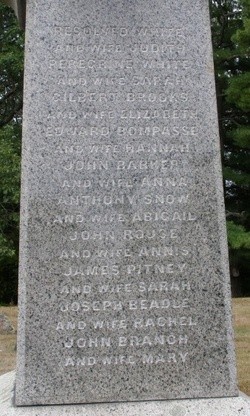 RESOLVED WHITE
AND WIFE JUDITH
PEREGRINE WHITE
AND WIFE SARAH
GILBERT BROOKS
AND WIFE ELIZABETH
EDWARD BOMPASSE
AND WIFE HANNAH
JOHN BARKER
AND WIFE ANNA
ANTHONY SNOW
AND WIFE ABIGAIL
JOHN ROUSE
AND WIFE ANNIS
JAMES PITNEY
AND WIFE SARAH
JOSEPH BEADLE
AND WIFE RACHEL
JOHN BRANCH
AND WIFE MARY